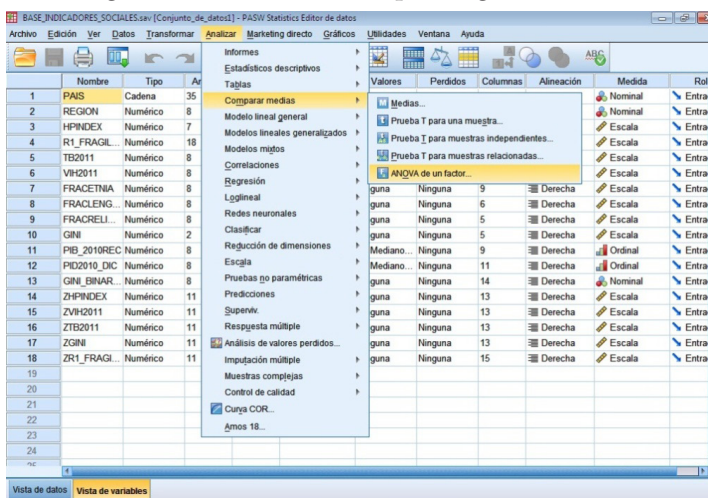 BASE_INDICADORES_SOCIALES.sav [Conjunto_de_datos1] - PASW Statistics Editor de datos
Archivo Edición Ver Datos Transformar Analizar Marketing directo Gráficos Utilidades Ventana Ayuda
Nombre Tipo Valores Perdidos Columnas Alineación Medida Rol
1 PAIS Cadena 35 Nominal Entra
2 REGION Numérico 8 Nominal Entra
3 HPINDEX Numérico 7 Escala Entra
4 R1_FRAGIL... Numérico 18 Escala Entra
5 TB2011 Numérico 8 Escala Entra
6 VIH2011 Numérico 8 Escala Entra
7 FRACETNIA Numérico 8 guna Ninguna 9 Derecha Escala Entra
8 FRACLENG... Numérico 8 guna Ninguna 6 Derecha Escala Entra
9 FRACRELI... Numérico 8 guna Ninguna 5 Derecha Escala Entra
10 GINI Numérico 2 guna Ninguna 5 Derecha Escala Entra
11 PIB_2010REC Numérico 8 Mediano... Ninguna 9 Derecha Ordinal Entra
12 PID2010_DIC Numérico 8 Mediano... Ninguna 11 Derecha Ordinal Entra
13 GINI_BINAR... Numérico 8 guna Ninguna 14 Derecha Nominal Entra
14 ZHPINDEX Numérico 11 guna Ninguna 13 Derecha Escala Entra
15 ZVIH2011 Numérico 11 guna Ninguna 13 Derecha Escala Entra
16 ZTB2011 Numérico 11 guna Ninguna 13 Derecha Escala Entra
17 ZGINI Numérico 11 guna Ninguna 13 Derecha Escala Entra
18 ZR1_FRAGI... Numérico 11 guna Ninguna 15 Derecha Escala Entra
19
20
21
22
23
24
Informes
Estadísticos descriptivos
Tablas
Comparar medias
Modelo lineal general
Modelos lineales generalizados
Modelos mixtos
Correlaciones
Regresión
Loglineal
Redes neuronales
Clasificar
Reducción de dimensiones
Escala
Pruebas no paramétricas
Predicciones
Superviv.
Respuesta múltiple
Análisis de valores perdidos...
Imputación múltiple
Muestras complejas
Control de calidad
Curva COR...
Amos 18...
Medias...
Prueba T para una muestra...
Prueba T para muestras independientes...
Prueba T para muestras relacionadas...
ANOVA de un factor...
Vista de datos Vista de variables